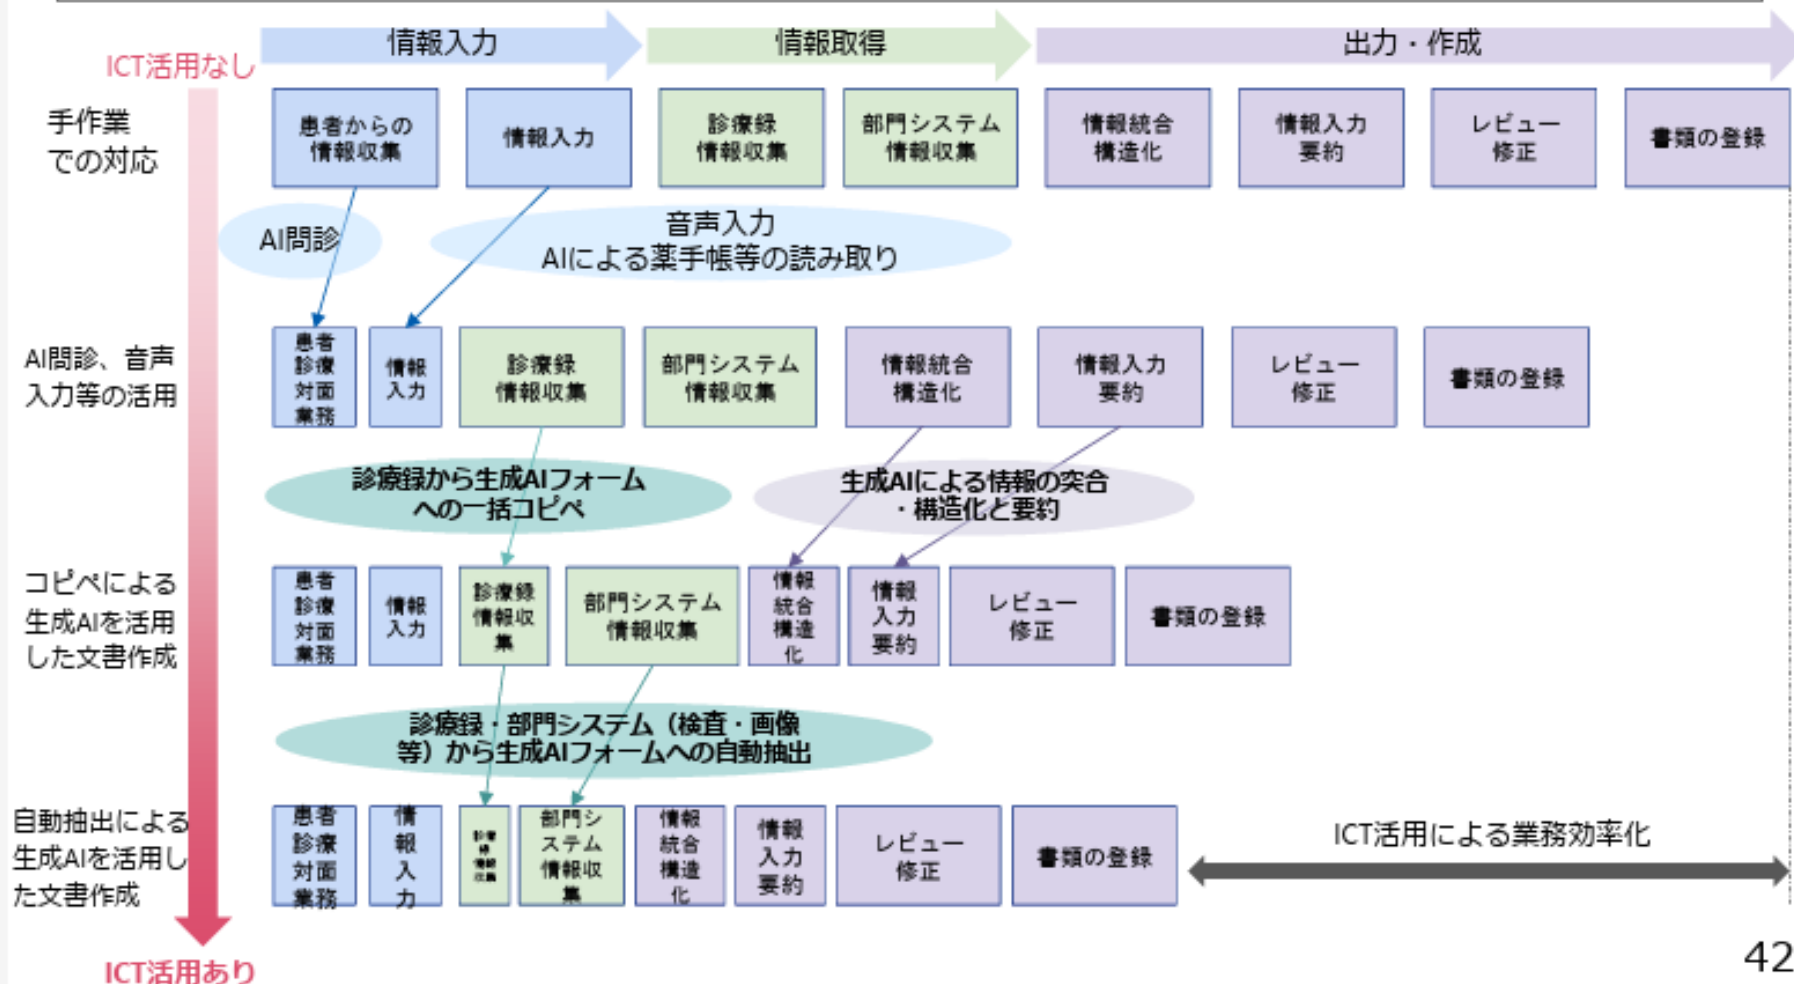 情報入力
情報取得
出力・作成
ICT活用なし
手作業
での対応
患者からの
情報収集
情報入力
診療録
情報収集
部門システム
情報収集
情報統合
構造化
情報入力
要約
レビュー
修正
書類の登録
AI問診
音声入力
AIによる薬手帳等の読み取り
AI問診、音声
入力等の活用
患者
診療
対面
業務
情報
入力
診療録
情報収集
部門システム
情報収集
情報統合
構造化
情報入力
要約
レビュー
修正
書類の登録
診療録から生成AIフォーム
への一括コピペ
生成AIによる情報の突合
・構造化と要約
コピペによる
生成AIを活用
した文書作成
患者
診療
対面
業務
情報
入力
診療録
情報収
集
部門システム
情報収集
情報
統合
構造
化
情報
入力
要約
レビュー
修正
書類の登録
診療録・部門システム（検査・画像
等）から生成AIフォームへの自動抽出
自動抽出による
生成AIを活用し
た文書作成
患者
診療
対面
業務
情
報
入
力
診療
録
情報
収集
部門シ
ステム
情報収
集
情報
統合
構造
化
情報
入力
要約
レビュー
修正
書類の登録
ICT活用による業務効率化
ICT活用あり
42